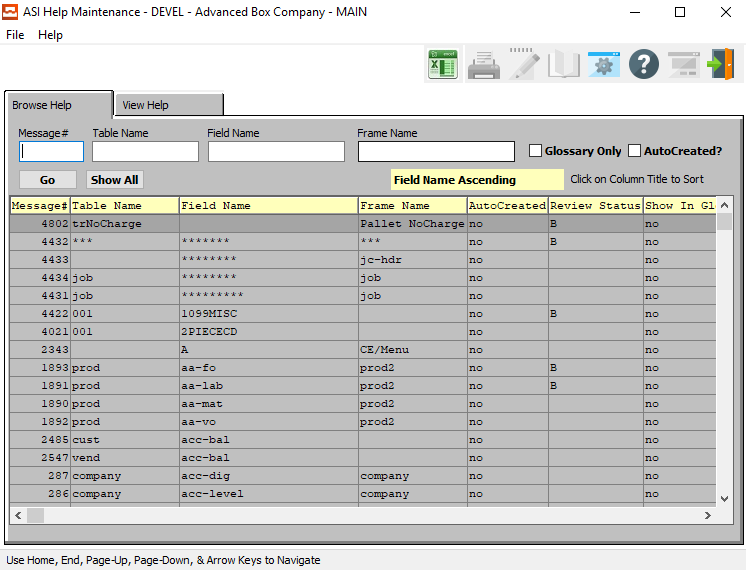 ASI Help Maintenance - DEVEL - Advanced Box Company - MAIN
File Help
Browse Help View Help
Message# Table Name Field Name Frame Name
Glossary Only AutoCreated?
Go Show All Field Name Ascending Click on Column Title to Sort
Message# Table Name Field Name Frame Name AutoCreated Review Status Show In Gl
4802 trNoCharge Pallet NoCharge no B no
4432 *** ******* *** no B no
4433 ******** jc-hdr no no
4434 job ******** job no no
4431 job ********* job no no
4422 001 1099MISC no B no
4021 001 2PIECECD no no
2343 A CE/Menu no no
1893 prod aa-fo prod2 no B no
1891 prod aa-lab prod2 no B no
1890 prod aa-mat prod2 no no
1892 prod aa-vo prod2 no no
2485 cust acc-bal no no
2547 vend acc-bal no no
287 company acc-dig company no no
286 company acc-level company no no
Use Home, End, Page-Up, Page-Down, & Arrow Keys to Navigate